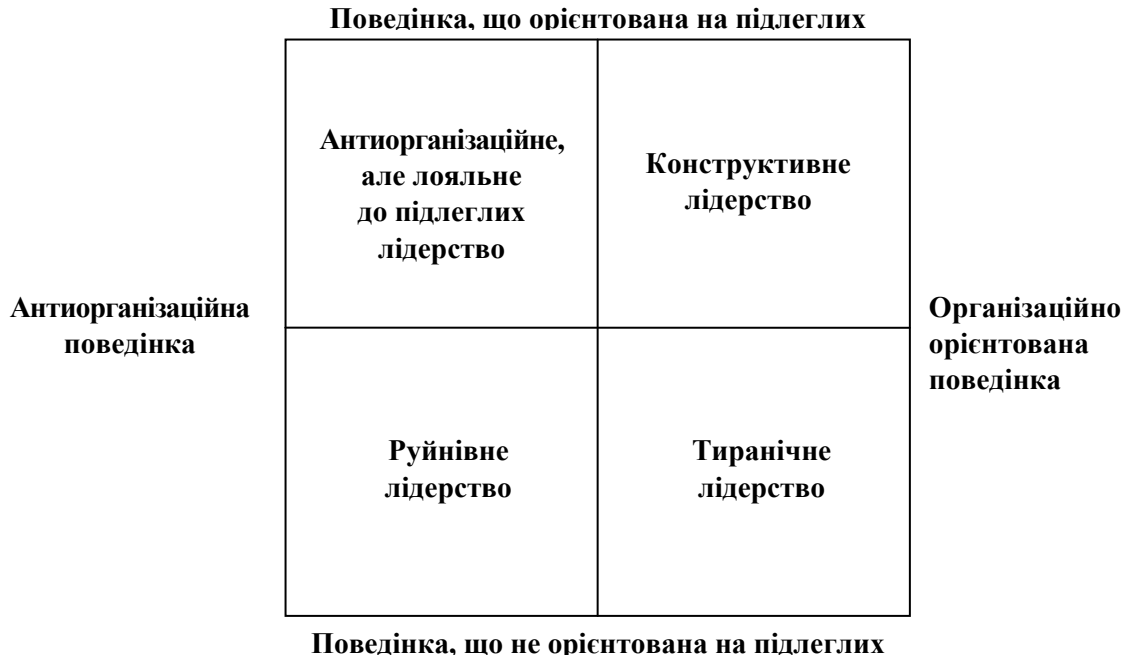 Поведінка, що орієнтована на підлеглих
Антиорганізаційне,
але лояльне
до підлеглих
лідерство
Конструктивне
лідерство
Антиорганізаційна
поведінка
Організаційно
орієнтована
поведінка
Руйнівне
лідерство
Тиранічне
лідерство
Поведінка, що не орієнтована на підлеглих